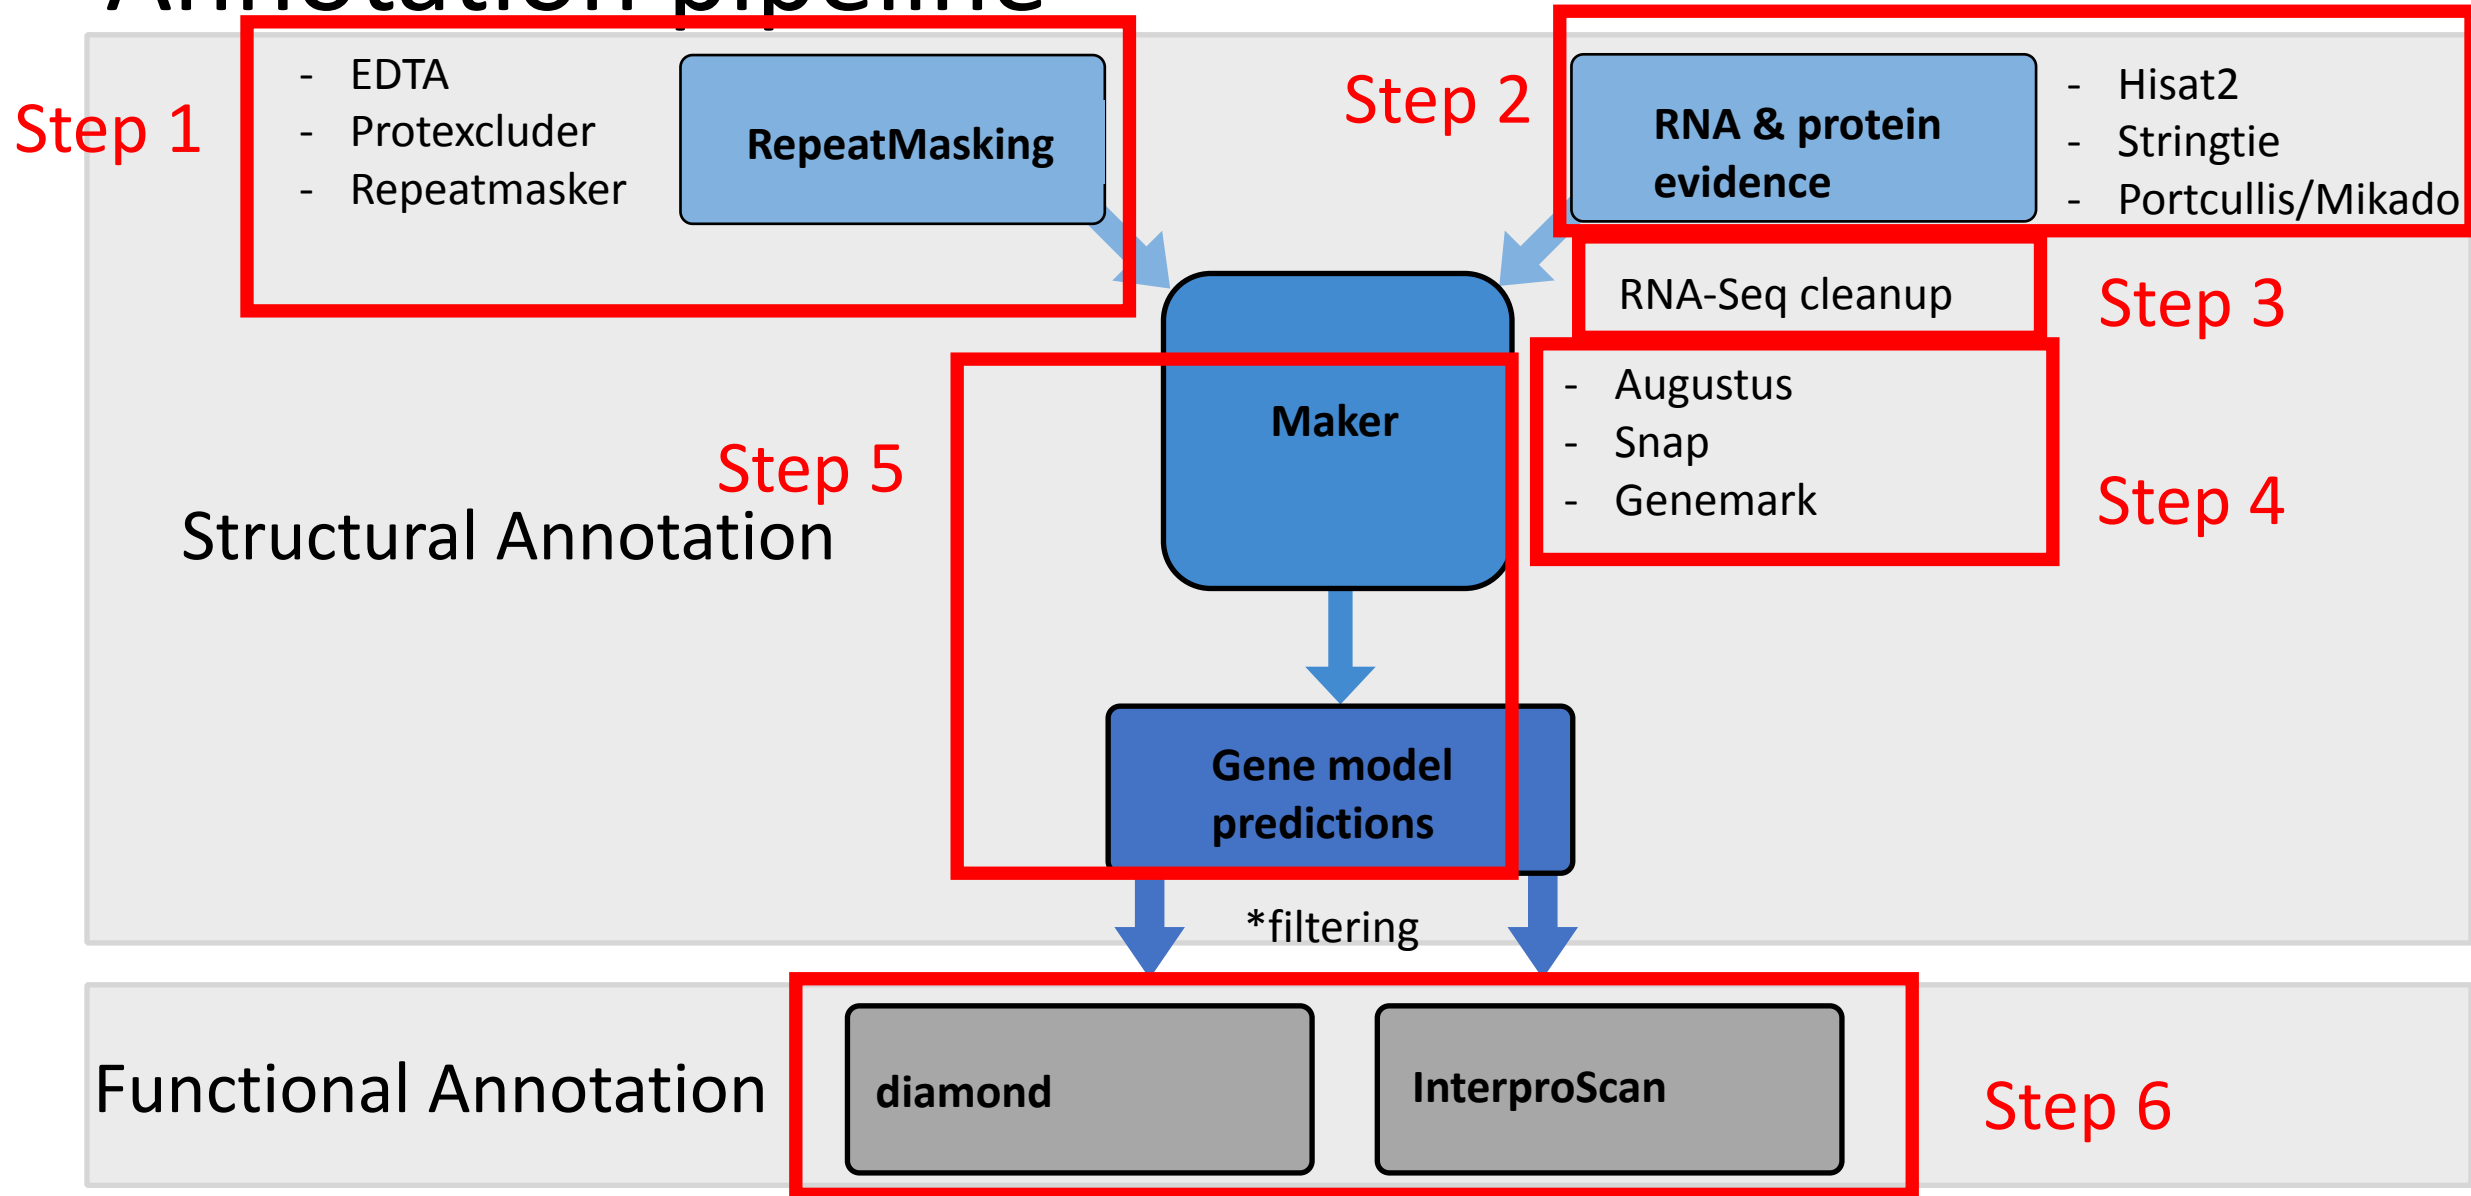 Annotation pipeline
Step 1
- EDTA
- Protexcluder
- Repeatmasker
RepeatMasking
Step 2
RNA & protein
evidence
- Hisat2
- Stringtie
- Portcullis/Mikado
RNA-Seq cleanup
Step 3
Maker
- Augustus
- Snap
- Genemark
Step 4
Step 5
Structural Annotation
Gene model
predictions
*filtering
Functional Annotation
diamond
InterproScan
Step 6